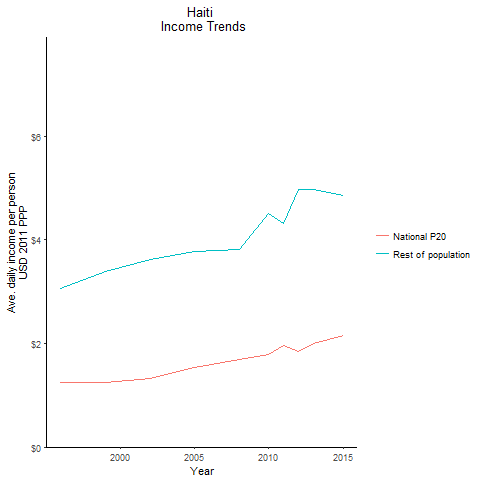 Haiti
Income Trends
Ave. daily income per person
USD 2011 PPP
$6
$4
$2
$0
2000
2005
2010
2015
Year
National P20
Rest of population